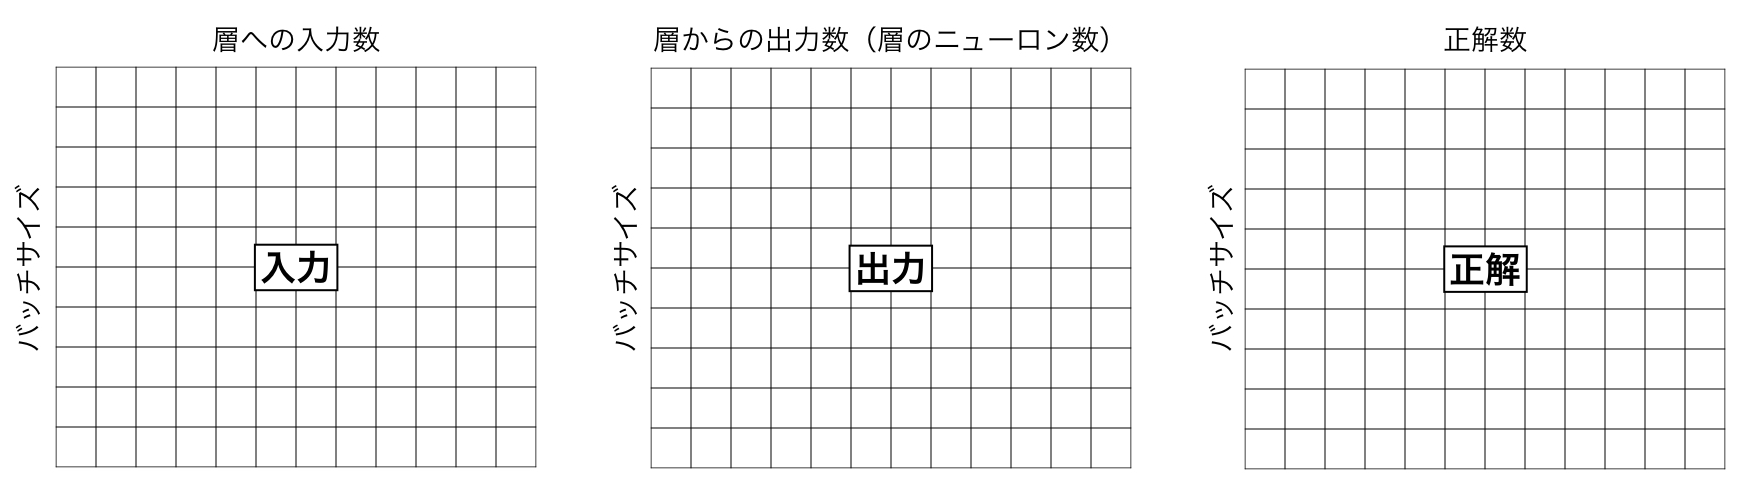 層への入力数
バッチサイズ
入力
層からの出力数（層のニューロン数）
バッチサイズ
出力
正解数
バッチサイズ
正解